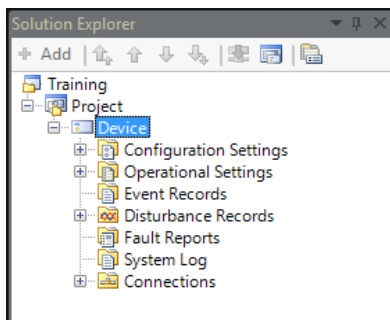 Solution Explorer
Add
Training
Project
Device
Configuration Settings
Operational Settings
Event Records
Disturbance Records
Fault Reports
System Log
Connections